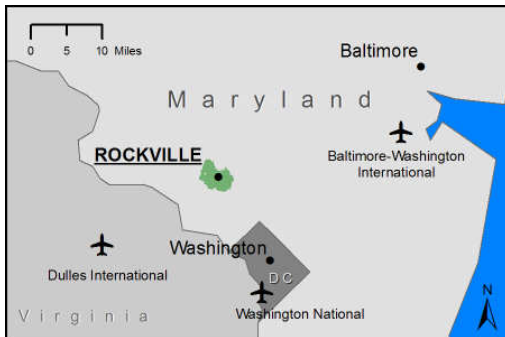 0 5 10 Miles
Baltimore
Maryland
ROCKVILLE
Baltimore-Washington
International
Washington
DC
Dulles International
Washington National
Virginia
N